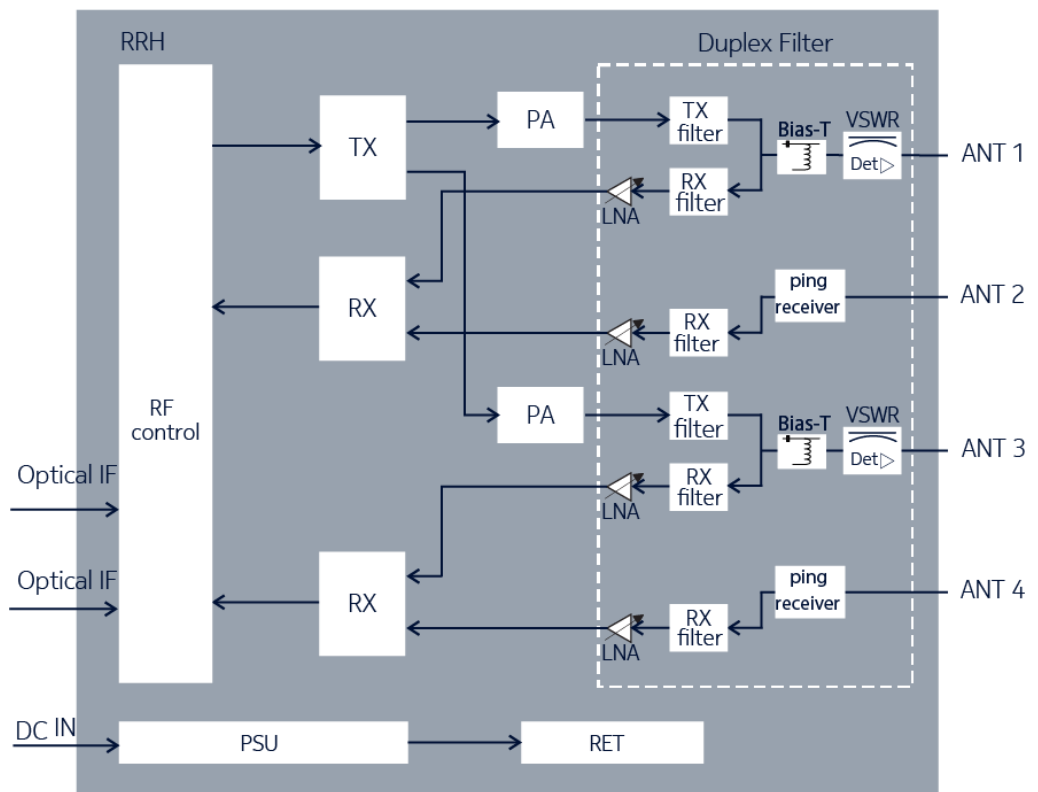 RRH
Duplex Filter
TX
PA
TX
filter
Bias-T
VSWR
Det
ANT 1
RX
filter
LNA
RX
ping
receiver
ANT 2
RX
filter
LNA
RF
control
PA
TX
filter
Bias-T
VSWR
Det
ANT 3
RX
filter
LNA
Optical IF
Optical IF
RX
ping
receiver
ANT 4
RX
filter
LNA
DC IN
PSU
RET